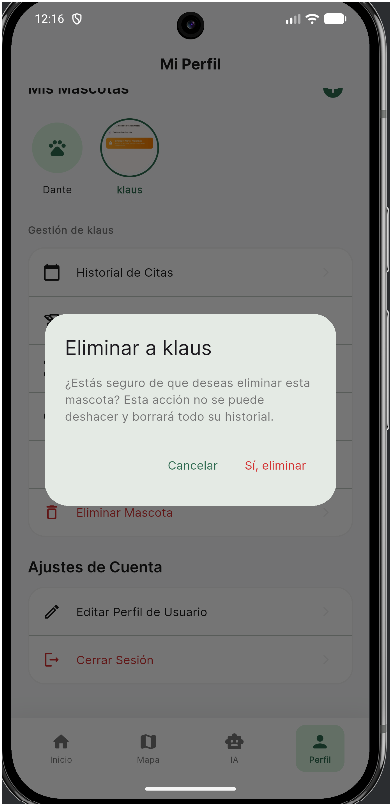 12:16
Mi Perfil
Mis Mascotas
Dante
klaus
Gestión de klaus
Historial de Citas
Eliminar a klaus
¿Estás seguro de que deseas eliminar esta
mascota? Esta acción no se puede
deshacer y borrará todo su historial.
Cancelar
Sí, eliminar
Eliminar Mascota
Ajustes de Cuenta
Editar Perfil de Usuario
Cerrar Sesión
Inicio
Mapa
IA
Perfil